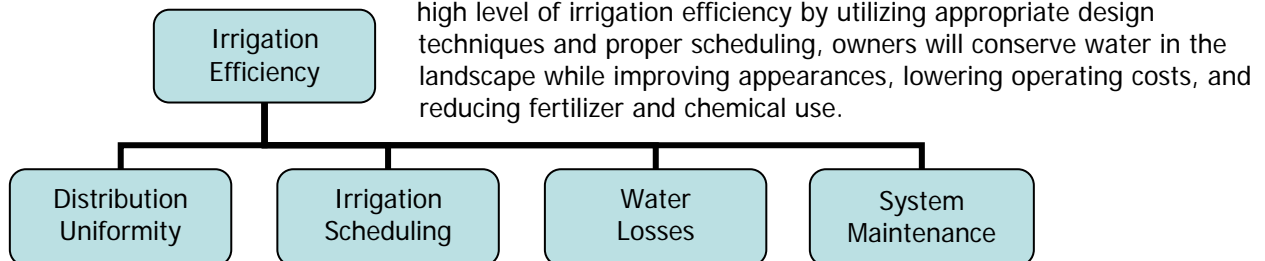 high level of irrigation efficiency by utilizing appropriate design
techniques and proper scheduling, owners will conserve water in the
landscape while improving appearances, lowering operating costs, and
reducing fertilizer and chemical use.
Irrigation
Efficiency
Distribution
Uniformity
Irrigation
Scheduling
Water
Losses
System
Maintenance